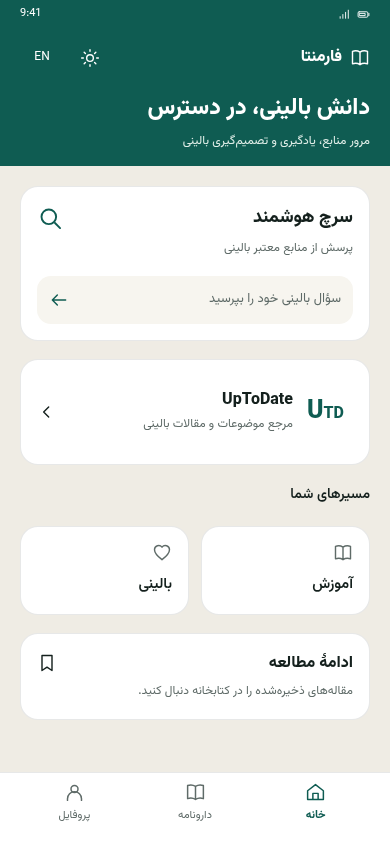 9:41
فارمنتا
EN
دانش بالینی، در دسترس
مرور منابع، یادگیری و تصمیم‌گیری بالینی
سرچ هوشمند
پرسش از منابع معتبر بالینی
سؤال بالینی خود را بپرسید
UTD
UpToDate
مرجع موضوعات و مقالات بالینی
مسیرهای شما
آموزش
بالینی
ادامهٔ مطالعه
مقاله‌های ذخیره‌شده را در کتابخانه دنبال کنید.
خانه
دارونامه
پروفایل